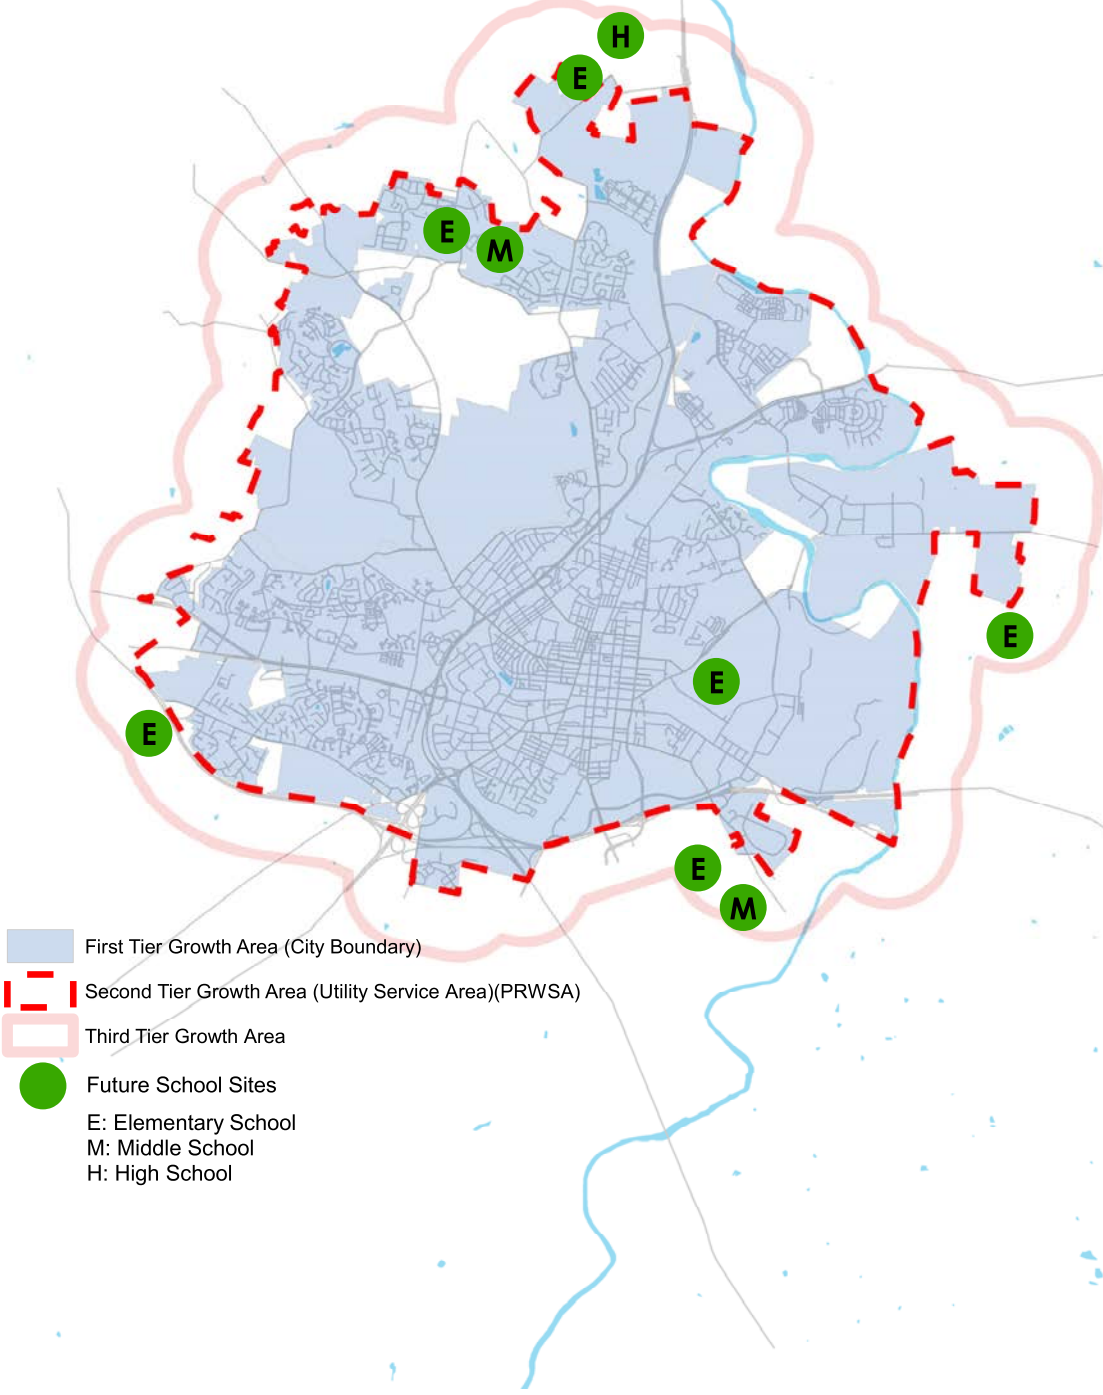 H
E
E
M
E
E
E
E
M
First Tier Growth Area (City Boundary)
Second Tier Growth Area (Utility Service Area)(PRWSA)
Third Tier Growth Area
Future School Sites
E: Elementary School
M: Middle School
H: High School